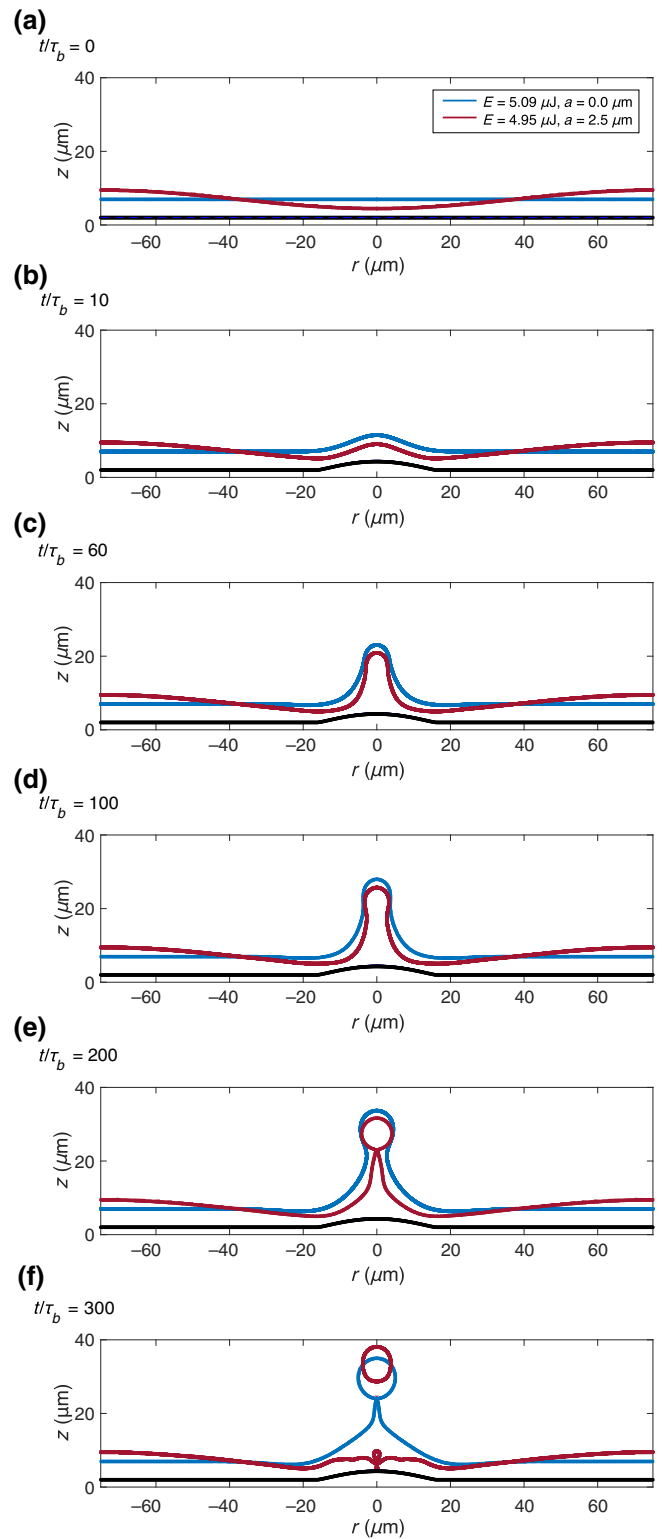 (a)
t/τb = 0
E = 5.09 µJ, a = 0.0 µm
E = 4.95 µJ, a = 2.5 µm
z (µm)
40
20
0
−60 −40 −20 0 20 40 60
r (µm)
(b)
t/τb = 10
z (µm)
40
20
0
−60 −40 −20 0 20 40 60
r (µm)
(c)
t/τb = 60
z (µm)
40
20
0
−60 −40 −20 0 20 40 60
r (µm)
(d)
t/τb = 100
z (µm)
40
20
0
−60 −40 −20 0 20 40 60
r (µm)
(e)
t/τb = 200
z (µm)
40
20
0
−60 −40 −20 0 20 40 60
r (µm)
(f)
t/τb = 300
z (µm)
40
20
0
−60 −40 −20 0 20 40 60
r (µm)